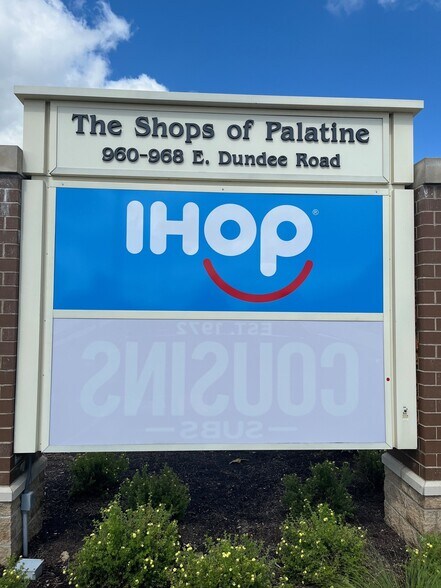 The Shops of Palatine
960-968 E. Dundee Road
IHOP®
EST. 1972
COUSINS
SUBS